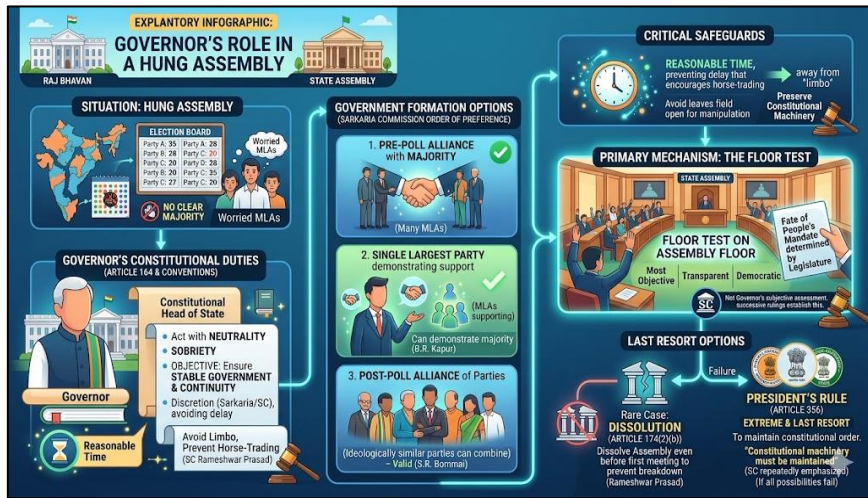 EXPLANTORY INFOGRAPHIC:
GOVERNOR'S ROLE IN
A HUNG ASSEMBLY
RAJ BHAVAN
STATE ASSEMBLY
SITUATION: HUNG ASSEMBLY
ELECTION BOARD
Party A: 35 Party A: 28
Party B: 28 Party C: 20
Party C: 20 Party D: 28
Party B: 20 Party C: 35
Party C: 27 Party C: 20
Worried
MLAs
NO CLEAR
MAJORITY
Worried MLAs
GOVERNOR'S CONSTITUTIONAL DUTIES
(ARTICLE 164 & CONVENTIONS)
Constitutional
Head of State
• Act with NEUTRALITY
• SOBRIETY
• OBJECTIVE: Ensure
STABLE GOVERNMENT
& CONTINUITY
• Discretion (Sarkaria/SC),
avoiding delay
Governor
Reasonable
Time
Avoid Limbo,
Prevent Horse-Trading
(SC Rameshwar Prasad)
GOVERNMENT FORMATION OPTIONS
(SARKARIA COMMISSION ORDER OF PREFERENCE)
1. PRE-POLL ALLIANCE
with MAJORITY
(Many MLAs)
2. SINGLE LARGEST PARTY
demonstrating support
(MLAs
supporting)
Can demonstrate majority
(B.R. Kapur)
3. POST-POLL ALLIANCE of Parties
(Ideologically similar parties can combine)
– Valid (S.R. Bommai)
CRITICAL SAFEGUARDS
REASONABLE TIME,
preventing delay that
encourages horse-trading
Avoid leaves field
open for manipulation
away from
"limbo"
Preserve
Constitutional
Machinery
PRIMARY MECHANISM: THE FLOOR TEST
STATE ASSEMBLY
FLOOR TEST ON
ASSEMBLY FLOOR
Most
Objective
Transparent
Democratic
Fate of
People's
Mandate
determined by
Legislature
SC
Not Governor's subjective assessment,
successive rulings establish this.
LAST RESORT OPTIONS
Failure
Rare Case:
DISSOLUTION
(ARTICLE 174(2)(b))
Dissolve Assembly even
before first meeting to
prevent breakdown
(Rameshwar Prasad)
PRESIDENT'S RULE
(ARTICLE 356)
EXTREME & LAST RESORT
To maintain constitutional order.
"Constitutional machinery
must be maintained"
(SC repeatedly emphasized)
(If all possibilities fail)